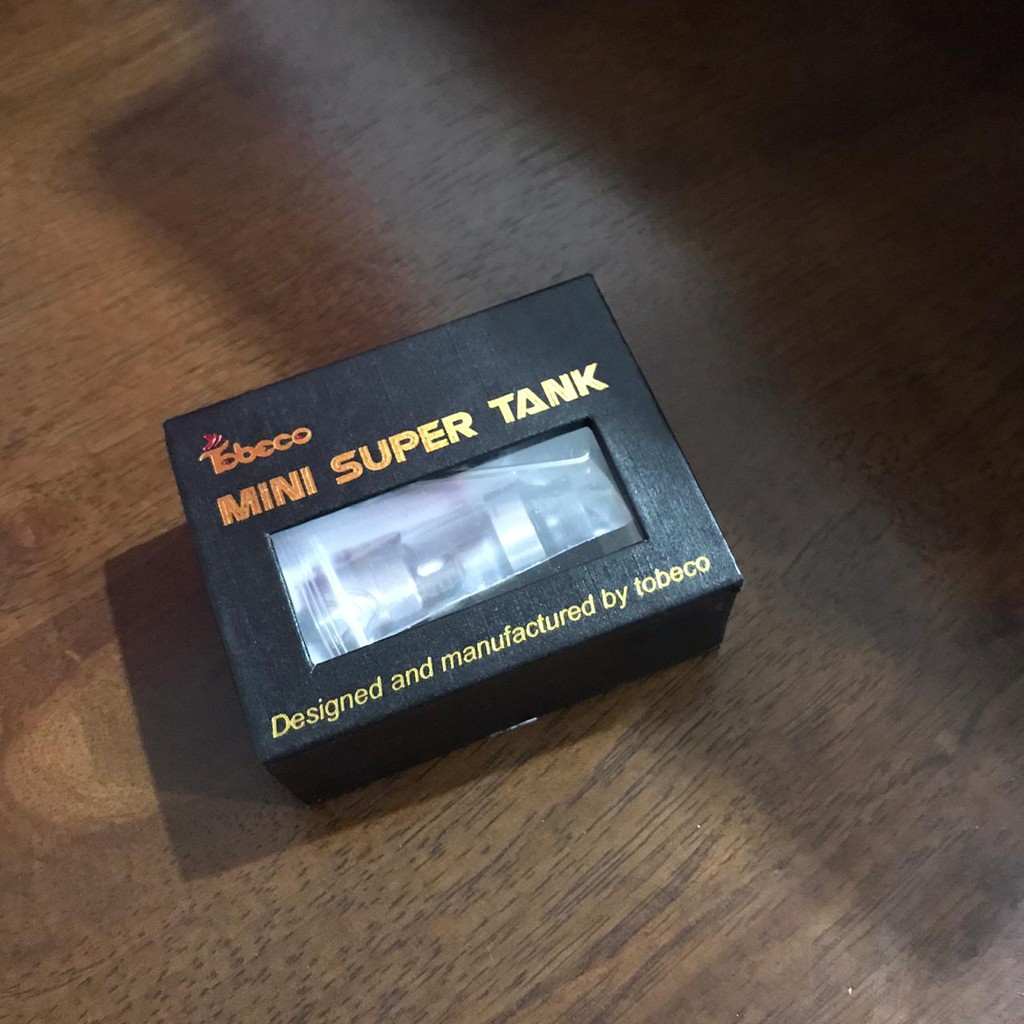 Tobeco
MINI SUPER TANK
Designed and manufactured by tobeco